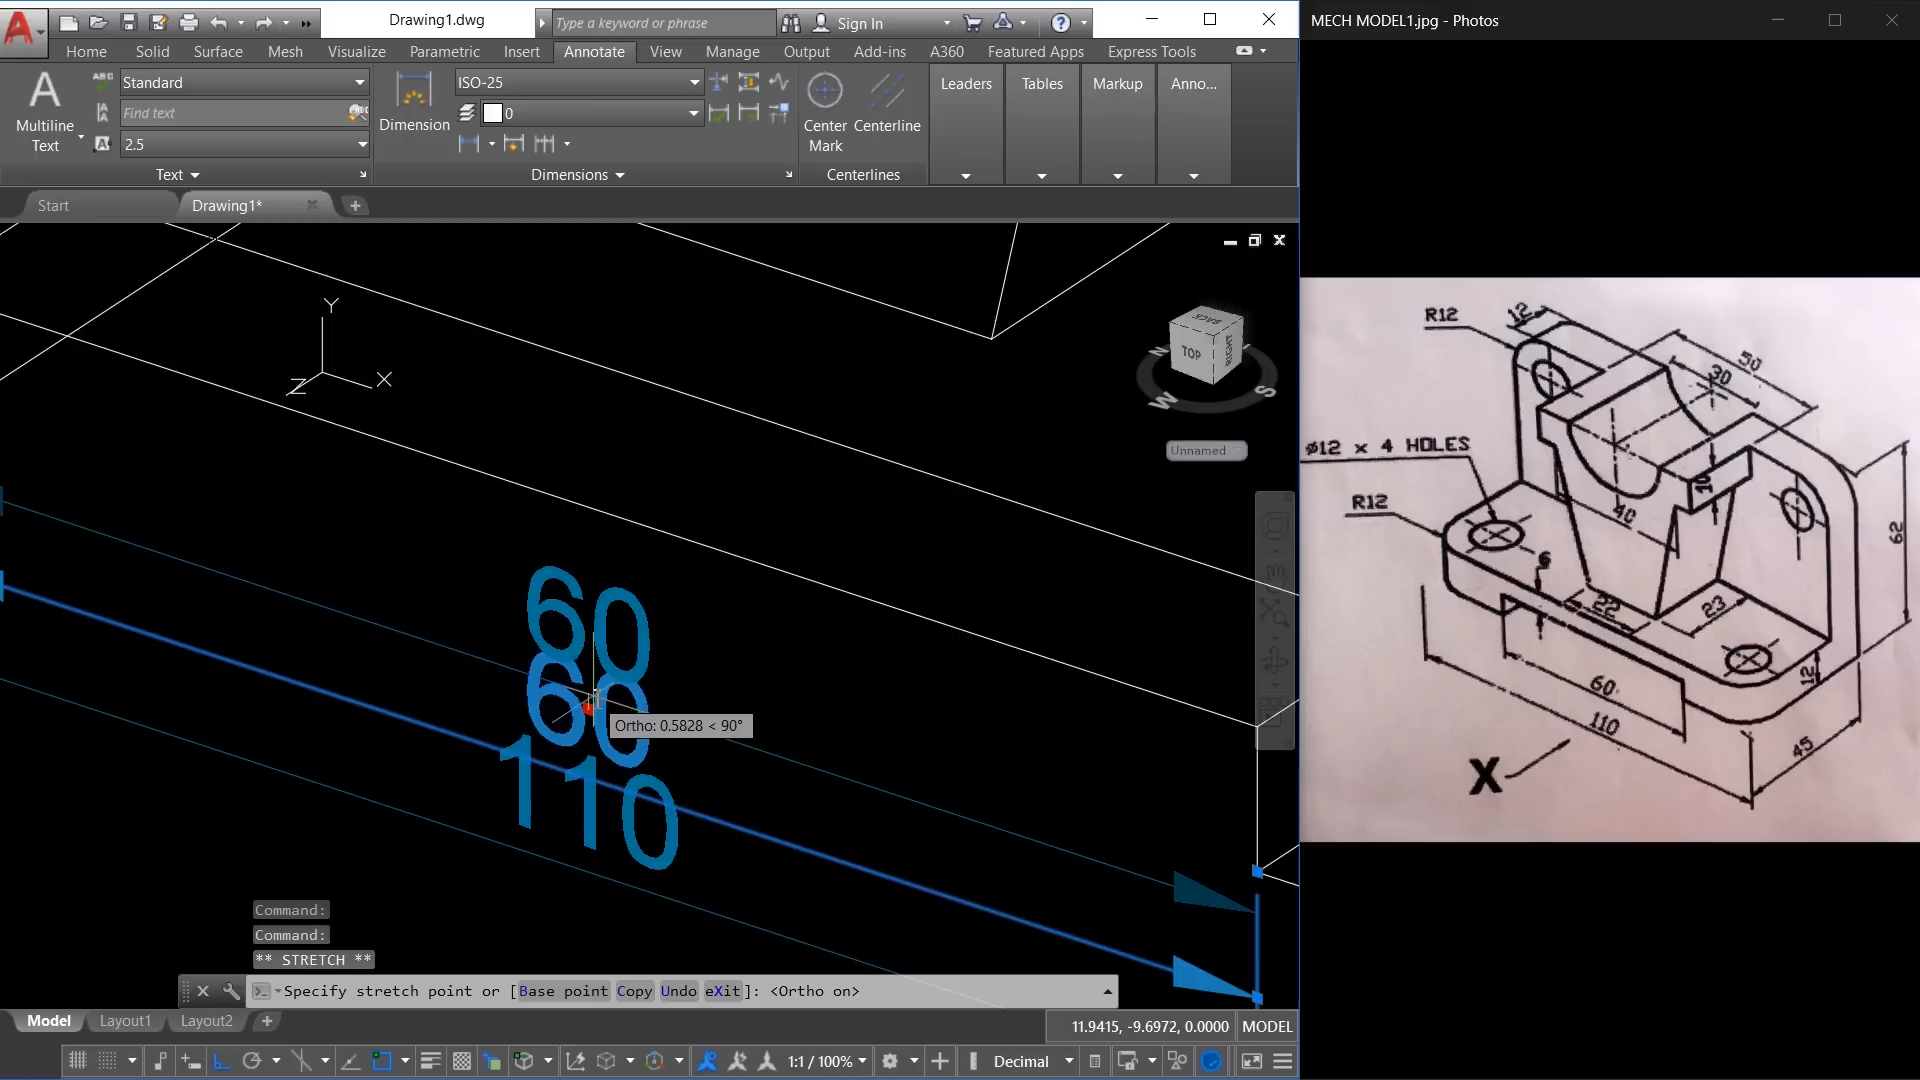 Drawing1.dwg
Type a keyword or phrase
Sign In
MECH MODEL1.jpg - Photos
Home
Solid
Surface
Mesh
Visualize
Parametric
Insert
Annotate
View
Manage
Output
Add-ins
A360
Featured Apps
Express Tools
A
Multiline
Text
ABC
Standard
Find text
2.5
Text
Dimension
ISO-25
0
Dimensions
Center
Mark
Centerline
Centerlines
Leaders
Tables
Markup
Anno...
Start
Drawing1*
Y
X
Z
BACK
TOP
RIGHT
N
W
S
Unnamed
60
60
110
Ortho: 0.5828 < 90°
Command:
Command:
** STRETCH **
Specify stretch point or [Base point Copy Undo eXit]: <Ortho on>
Model
Layout1
Layout2
11.9415, -9.6972, 0.0000
MODEL
1:1 / 100%
Decimal
R12
12
50
30
ø12 x 4 HOLES
R12
10
40
62
6
22
23
12
60
110
45
X